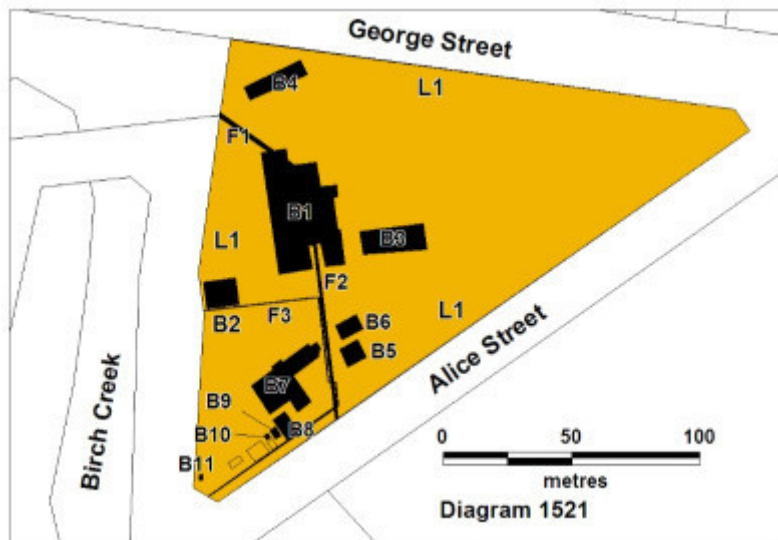 George Street
B4
L1
F1
B1
L1
B3
F2
B2
F3
L1
B6
B5
Alice Street
B7
B9
B8
B10
B11
Birch Creek
0 50 100
metres
Diagram 1521